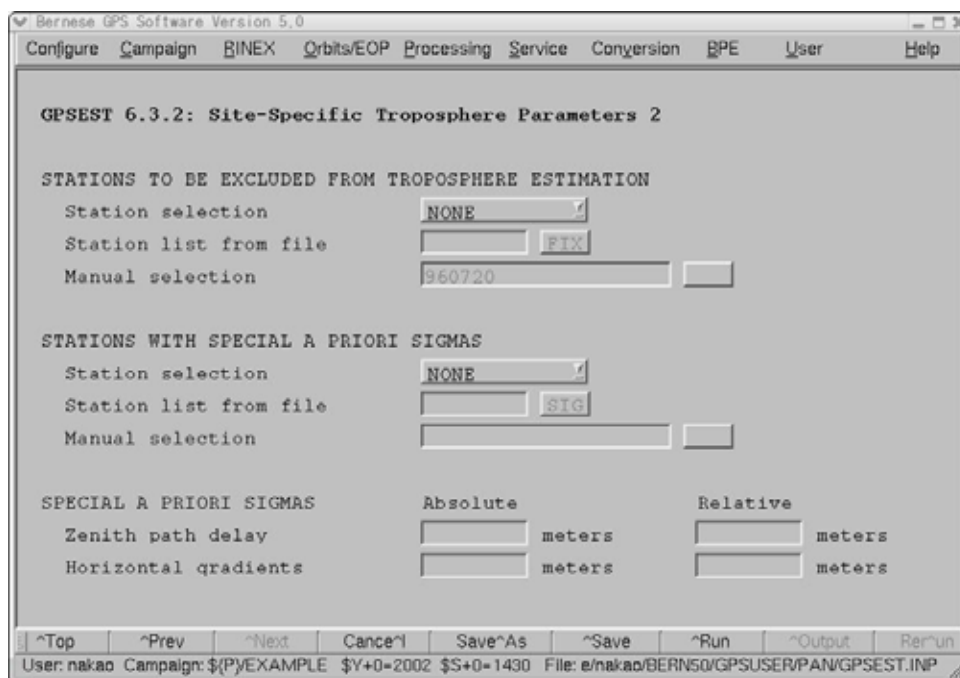 Bernese GPS Software Version 5.0
Configure Campaign RINEX Orbits/EOP Processing Service Conversion BPE User Help
GPSEST 6.3.2: Site-Specific Troposphere Parameters 2
STATIONS TO BE EXCLUDED FROM TROPOSPHERE ESTIMATION
Station selection NONE
Station list from file FIX
Manual selection 960720
STATIONS WITH SPECIAL A PRIORI SIGMAS
Station selection NONE
Station list from file SIG
Manual selection
SPECIAL A PRIORI SIGMAS Absolute Relative
Zenith path delay meters meters
Horizontal gradients meters meters
^Top ^Prev ^Next Cance^l Save^As ^Save ^Run ^Output Rer^un
User: nakao Campaign: ${P}/EXAMPLE $Y+0=2002 $S+0=1430 File: e/nakao/BERN50/GPSUSER/PAN/GPSEST.INP